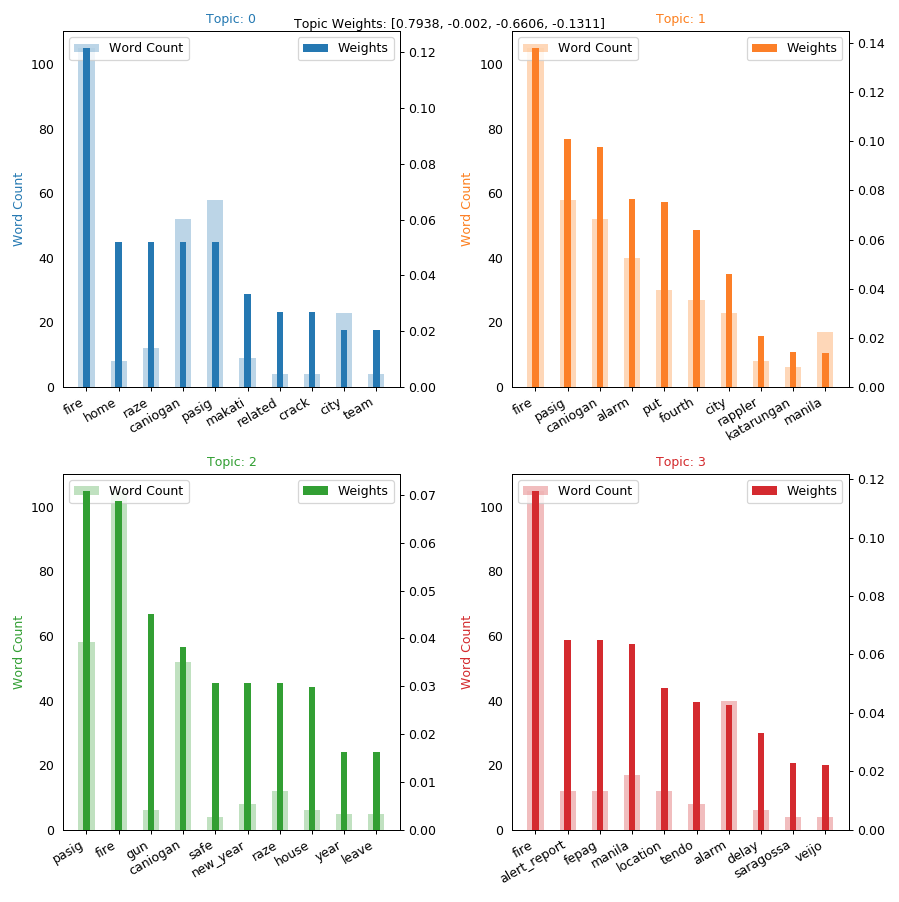 Topic Weights: [0.7938, -0.002, -0.6606, -0.1311]
Topic: 0
Word Count
Weights
Word Count
0
20
40
60
80
100
0.00
0.02
0.04
0.06
0.08
0.10
0.12
fire
home
raze
caniogan
pasig
makati
related
crack
city
team
Topic: 1
Word Count
Weights
Word Count
0
20
40
60
80
100
0.00
0.02
0.04
0.06
0.08
0.10
0.12
0.14
fire
pasig
caniogan
alarm
put
fourth
city
rappler
katarungan
manila
Topic: 2
Word Count
Weights
Word Count
0
20
40
60
80
100
0.00
0.01
0.02
0.03
0.04
0.05
0.06
0.07
pasig
fire
gun
caniogan
safe
new_year
raze
house
year
leave
Topic: 3
Word Count
Weights
Word Count
0
20
40
60
80
100
0.00
0.02
0.04
0.06
0.08
0.10
0.12
fire
alert_report
fepag
manila
location
tendo
alarm
delay
saragossa
veijo